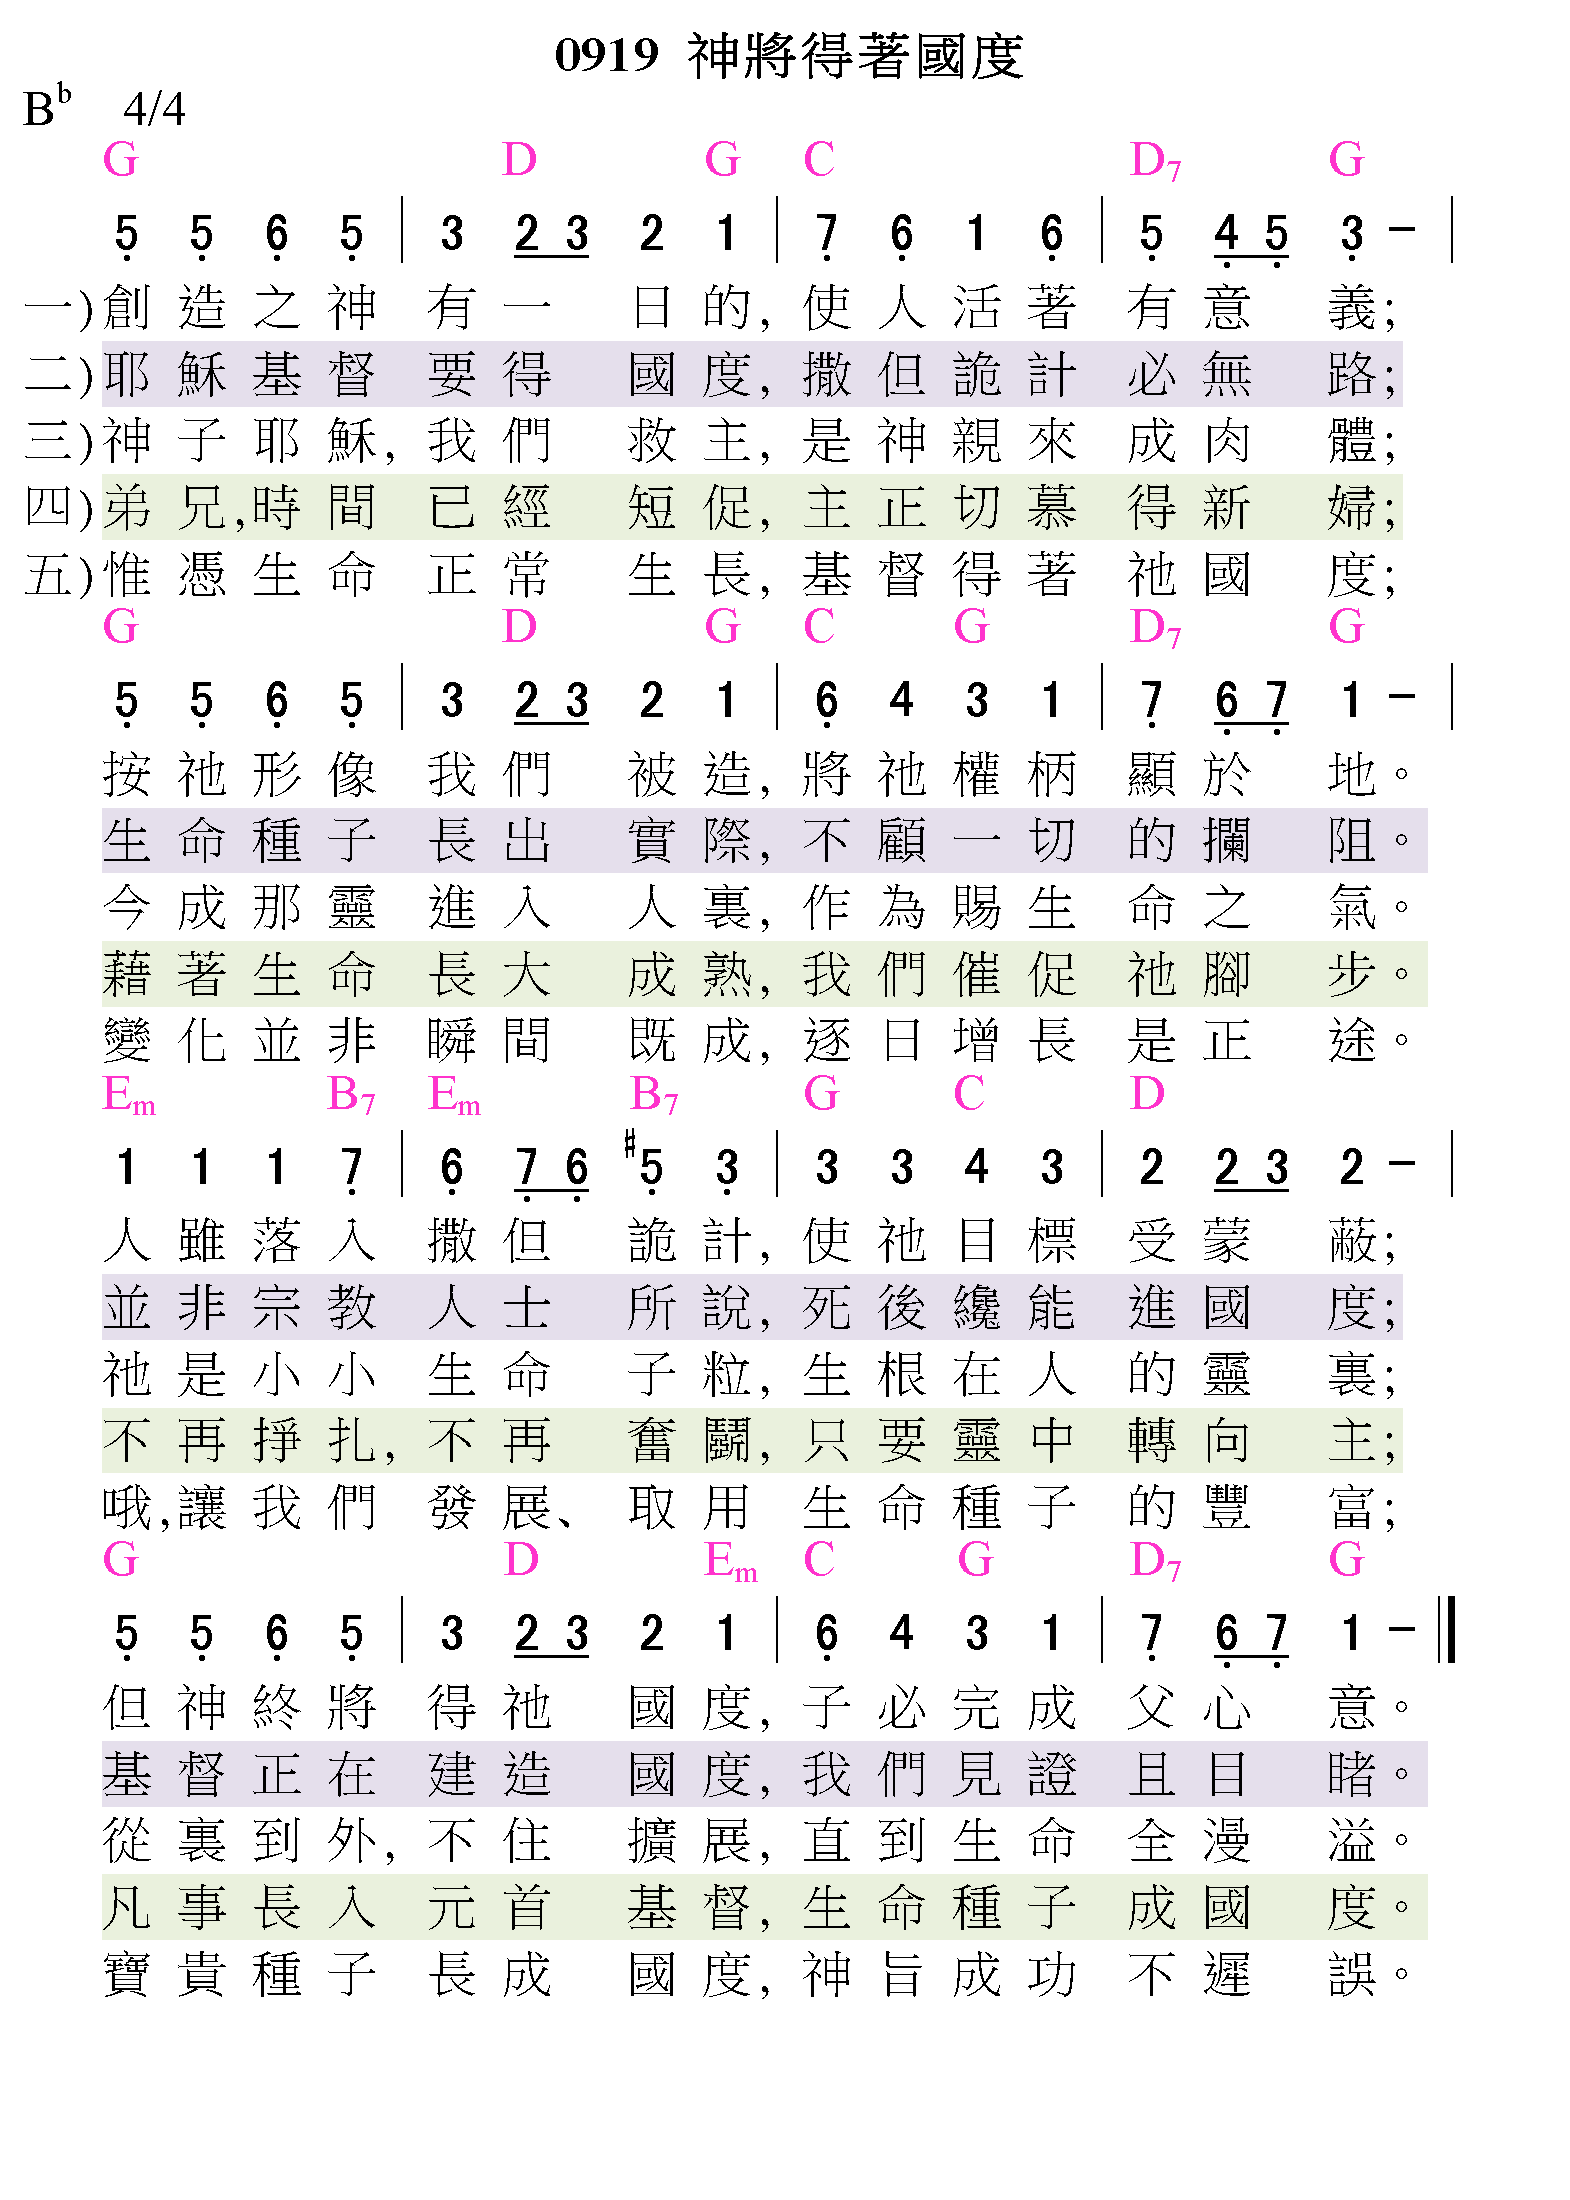 0919 神將得著國度
Bb 4/4
G D G C D7 G
5 5 6 5 | 3 2 3 2 1 | 7 6 1 6 | 5 4 5 3 – |
一)創造之神有一日的,使人活著有意義;
二)耶穌基督要得國度,撒但詭計必無路;
三)神子耶穌,我們救主,是神親來成肉體;
四)弟兄,時間已經短促,主正切慕得新婦;
五)惟憑生命正常生長,基督得著祂國度;
G D G C G D7 G
5 5 6 5 | 3 2 3 2 1 | 6 4 3 1 | 7 6 7 1 – |
按祂形像我們被造,將祂權柄顯於地。
生命種子長出實際,不顧一切的攔阻。
今成那靈進入人裏,作為賜生命之氣。
藉著生命長大成熟,我們催促祂腳步。
變化並非瞬間既成,逐日增長是正途。
Em B7 Em B7 G C D
1 1 1 7 | 6 7 6 #5 3 | 3 3 4 3 | 2 2 3 2 – |
人雖落入撒但詭計,使祂目標受蒙蔽;
並非宗教人士所說,死後纔能進國度;
祂是小小生命子粒,生根在人的靈裏;
不再掙扎,不再奮鬭,只要靈中轉向主;
哦,讓我們發展、取用生命種子的豐富;
G D Em C G D7 G
5 5 6 5 | 3 2 3 2 1 | 6 4 3 1 | 7 6 7 1 – ‖
但神終將得祂國度,子必完成父心意。
基督正在建造國度,我們見證且目睹。
從裏到外,不住擴展,直到生命全漫溢。
凡事長入元首基督,生命種子成國度。
寶貴種子長成國度,神旨成功不遲誤。